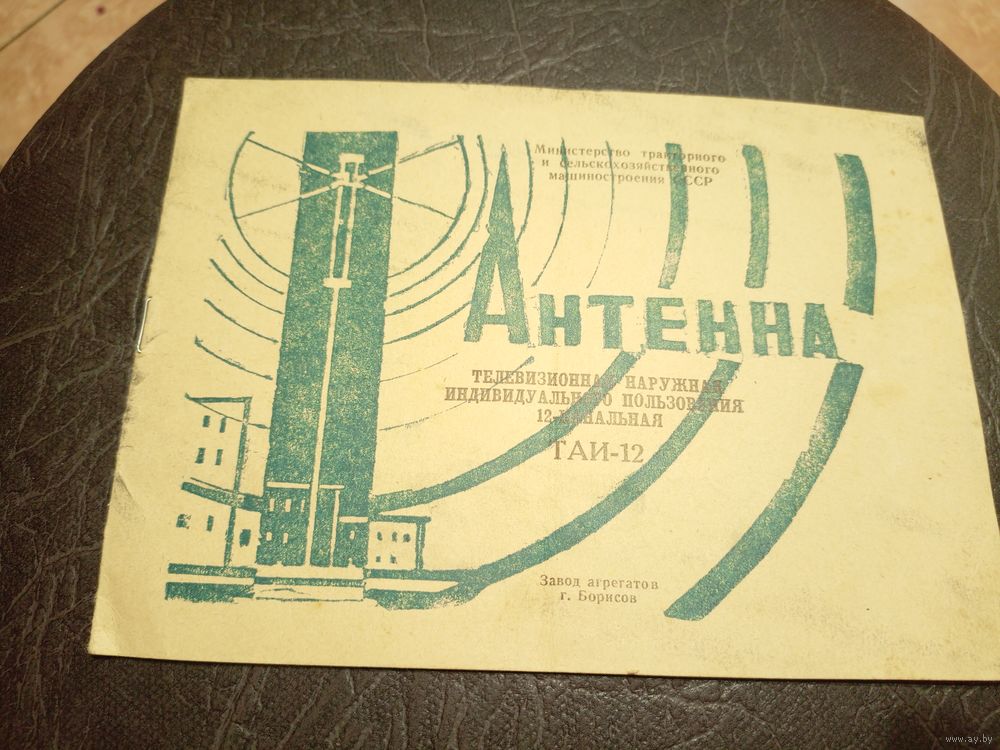 Министерство тракторного
и сельскохозяйственного
машиностроения СССР
Антенна
ТЕЛЕВИЗИОННАЯ НАРУЖНАЯ
ИНДИВИДУАЛЬНОГО ПОЛЬЗОВАНИЯ
12-КАНАЛЬНАЯ
ТАИ-12
Завод агрегатов
г. Борисов
www.ay.by